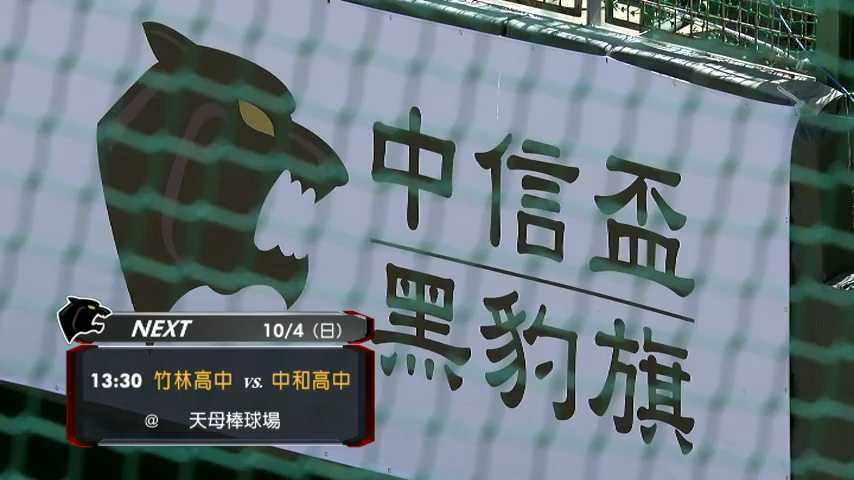 中信盃
黑豹旗
NEXT 10/4（日）
13:30 竹林高中 vs. 中和高中
@ 天母棒球場